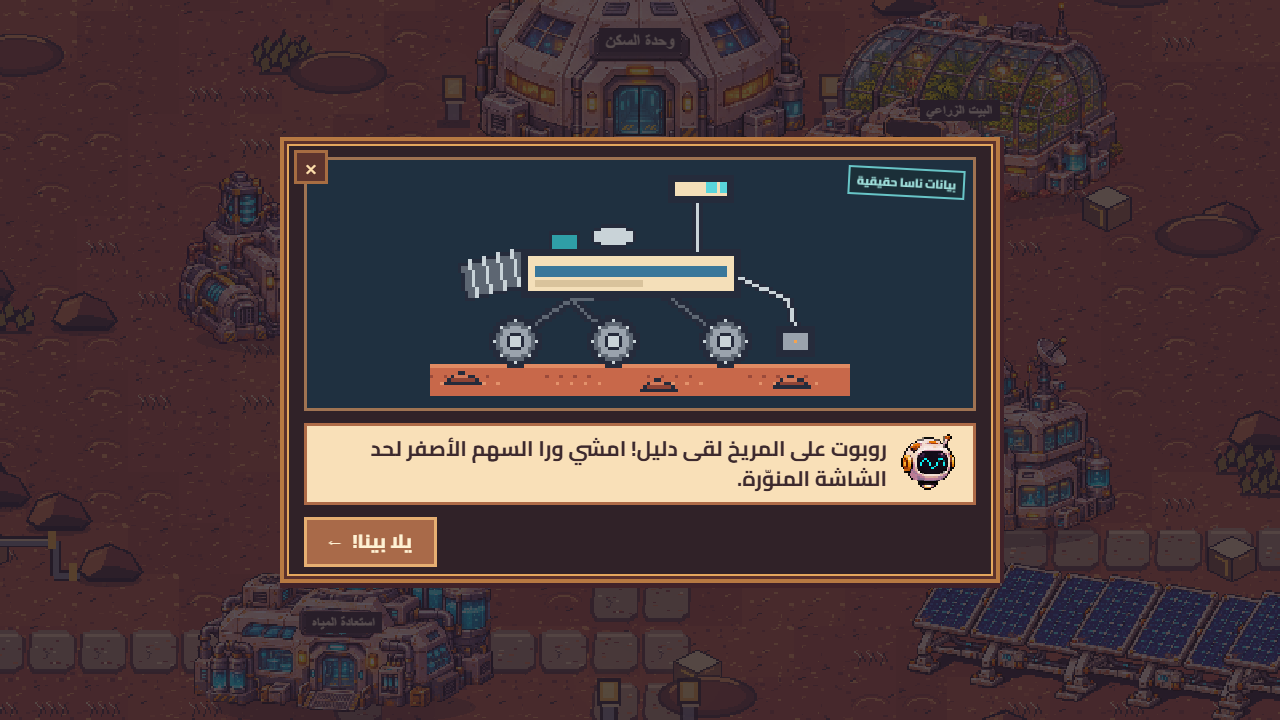 وحدة السكن
البيت الزراعي
×
بيانات ناسا حقيقية
روبوت على المريخ لقى دليل! امشي ورا السهم الأصفر لحد
الشاشة المنوّرة.
يلا بينا! ←
استعادة المياه